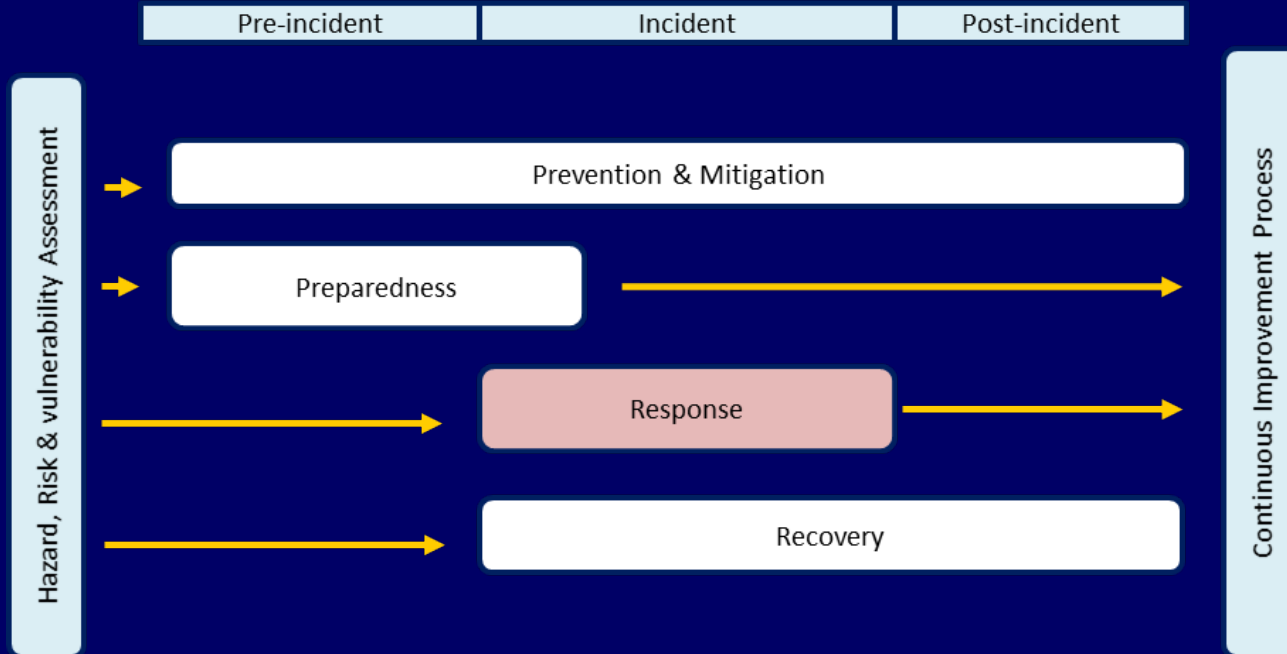 Pre-incident
Incident
Post-incident
Hazard, Risk & vulnerability Assessment
Prevention & Mitigation
Preparedness
Response
Recovery
Continuous Improvement Process